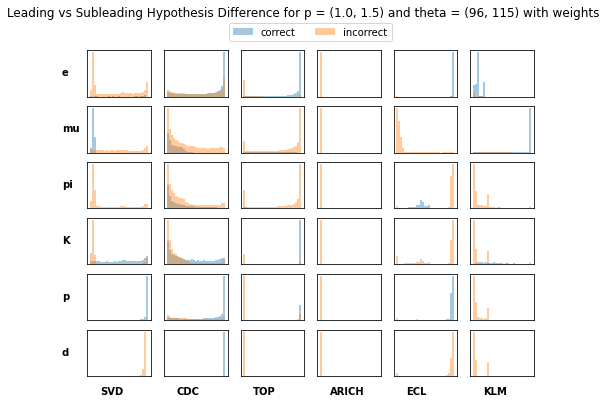 Leading vs Subleading Hypothesis Difference for p = (1.0, 1.5) and theta = (96, 115) with weights
correct incorrect
e
mu
pi
K
p
d
SVD CDC TOP ARICH ECL KLM